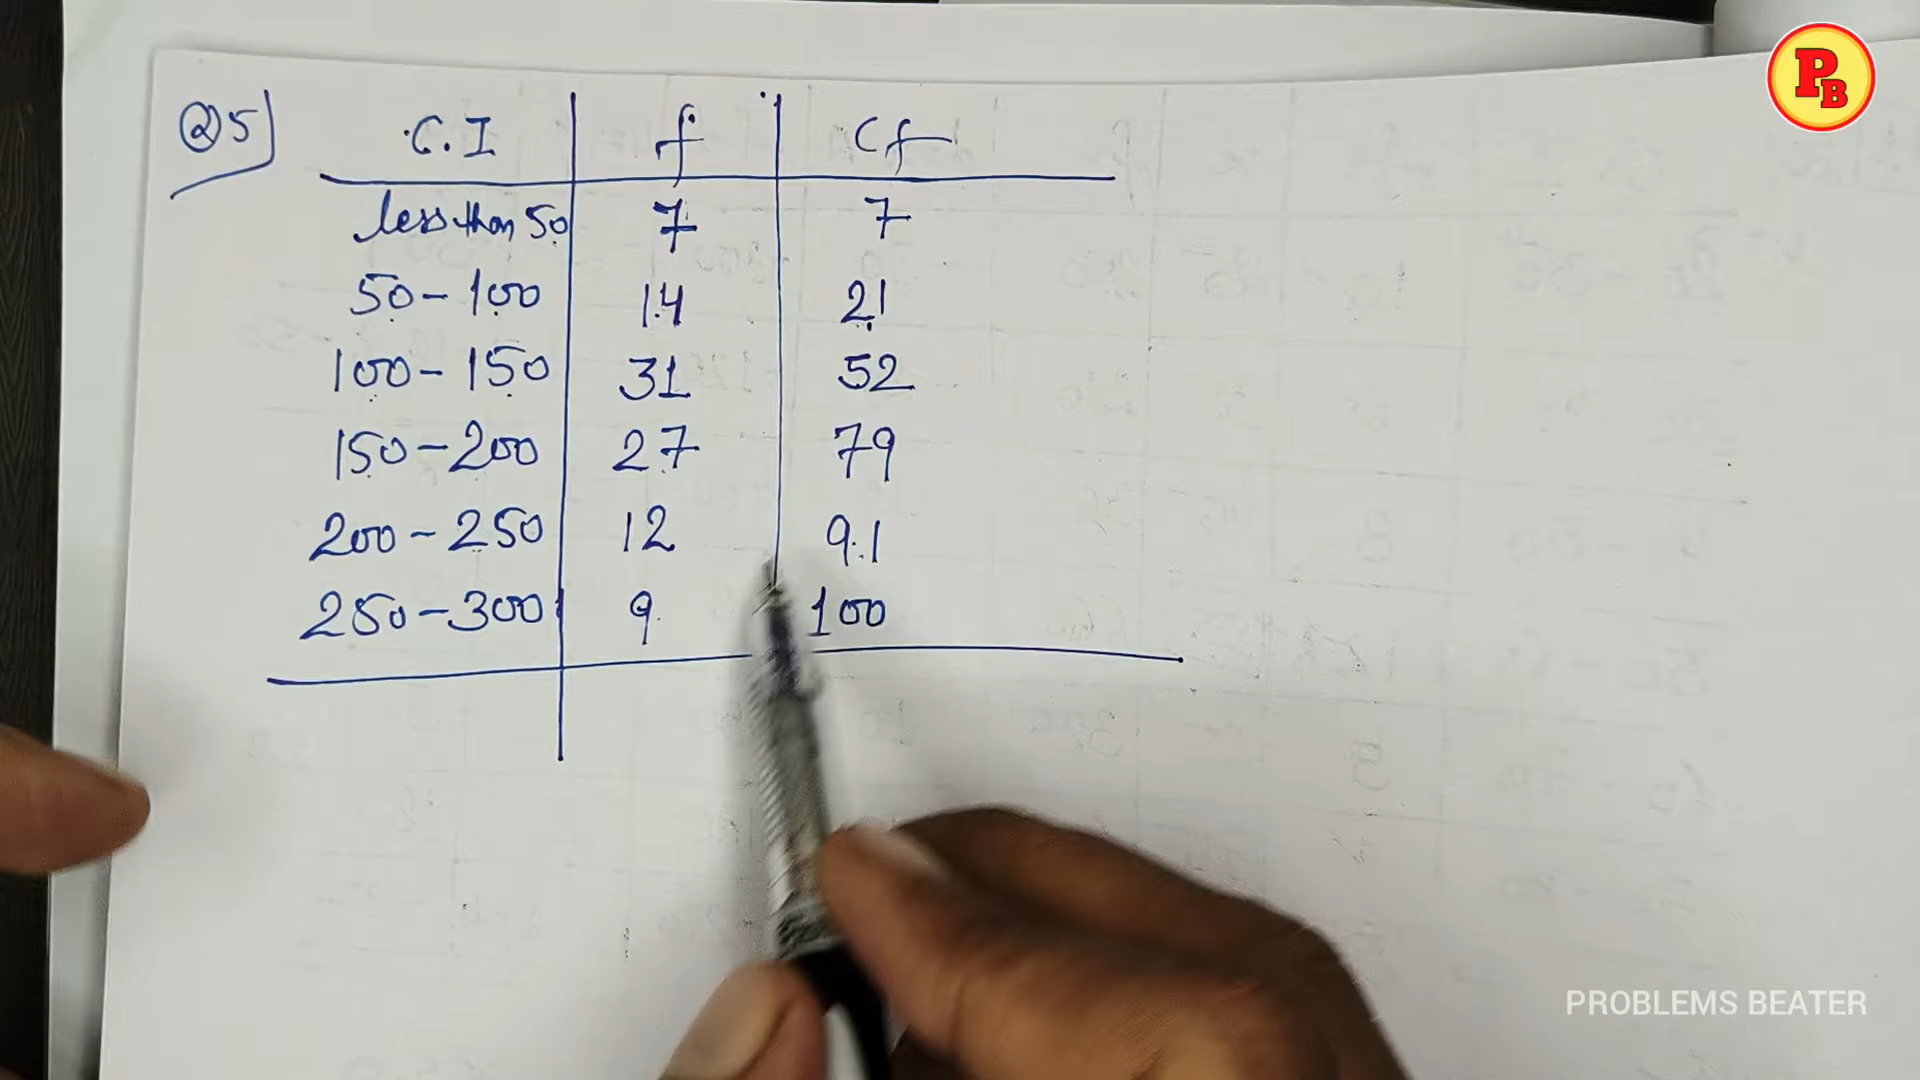 PB
Q5) C.I f Cf
less than 50 7 7
50-100 14 21
100-150 31 52
150-200 27 79
200-250 12 91
250-300 9 100
PROBLEMS BEATER